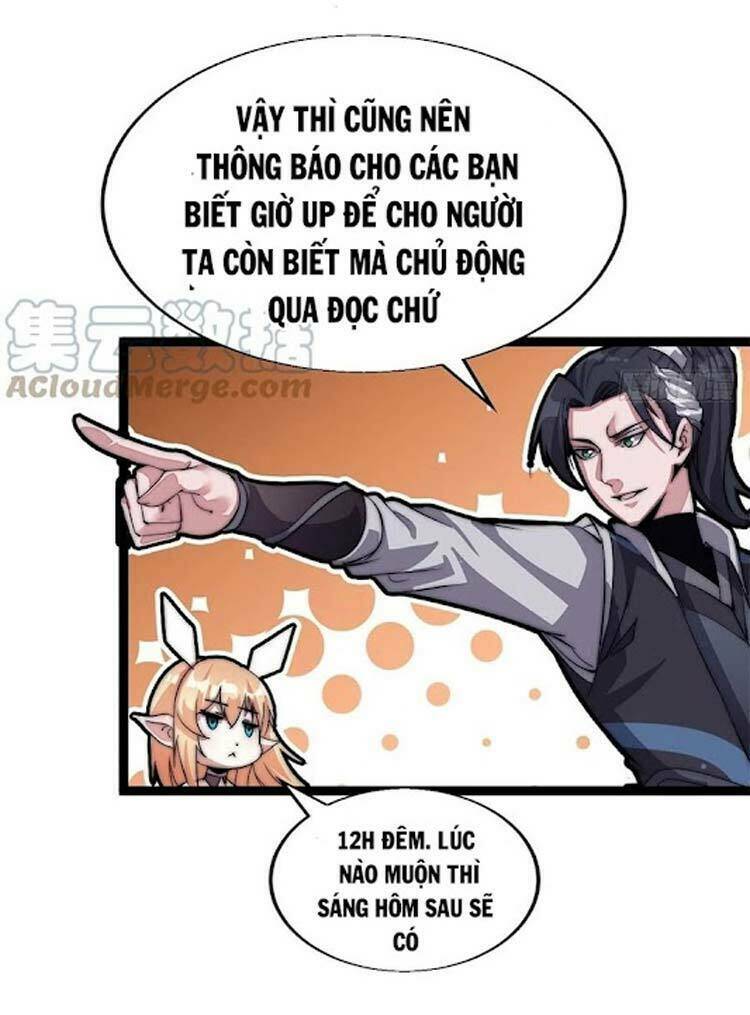 VẬY THÌ CŨNG NÊN
THÔNG BÁO CHO CÁC BẠN
BIẾT GIỜ UP ĐỂ CHO NGƯỜI
TA CÒN BIẾT MÀ CHỦ ĐỘNG
QUA ĐỌC CHỨ
集云数据
ACloudMerge.com
12H ĐÊM. LÚC
NÀO MUỘN THÌ
SÁNG HÔM SAU SẼ
CÓ